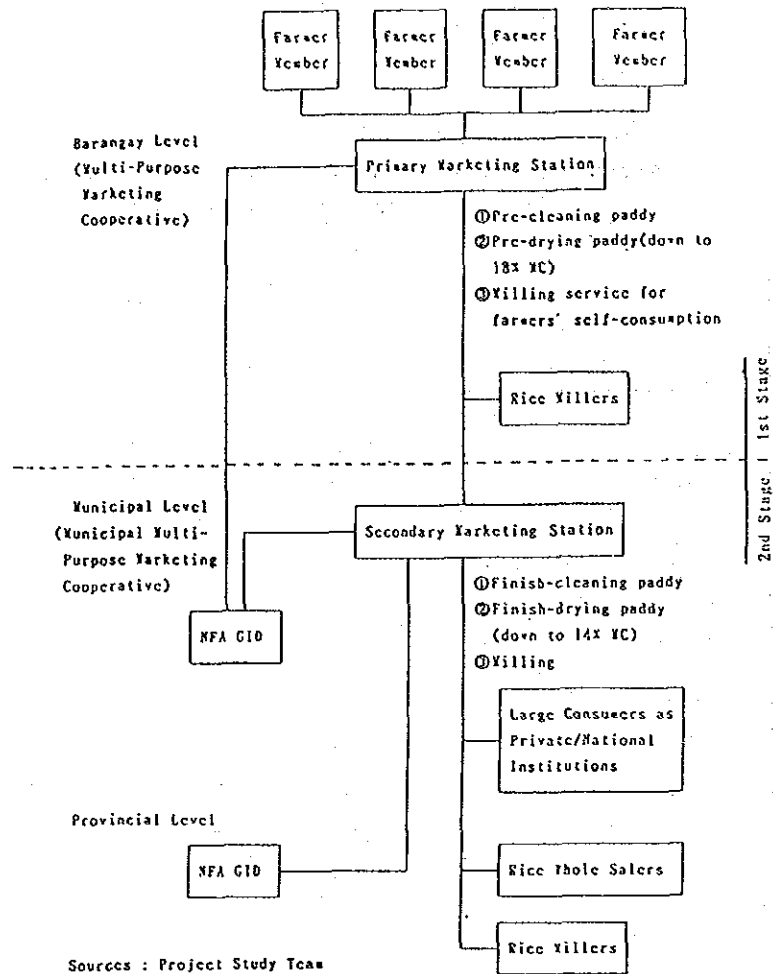 Farmer
Member
Farmer
Member
Farmer
Member
Farmer
Member
Barangay Level
(Multi-Purpose
Marketing
Cooperative)
Primary Marketing Station
①Pre-cleaning paddy
②Pre-drying paddy(down to
18% MC)
③Milling service for
farmers' self-consumption
Rice Millers
1st Stage
2nd Stage
Municipal Level
(Municipal Multi-
Purpose Marketing
Cooperative)
Secondary Marketing Station
①Finish-cleaning paddy
②Finish-drying paddy
(down to 14% MC)
③Milling
NFA GID
Large Consumers as
Private/National
Institutions
Provincial Level
NFA GID
Rice Whole Salers
Rice Millers
Sources : Project Study Team